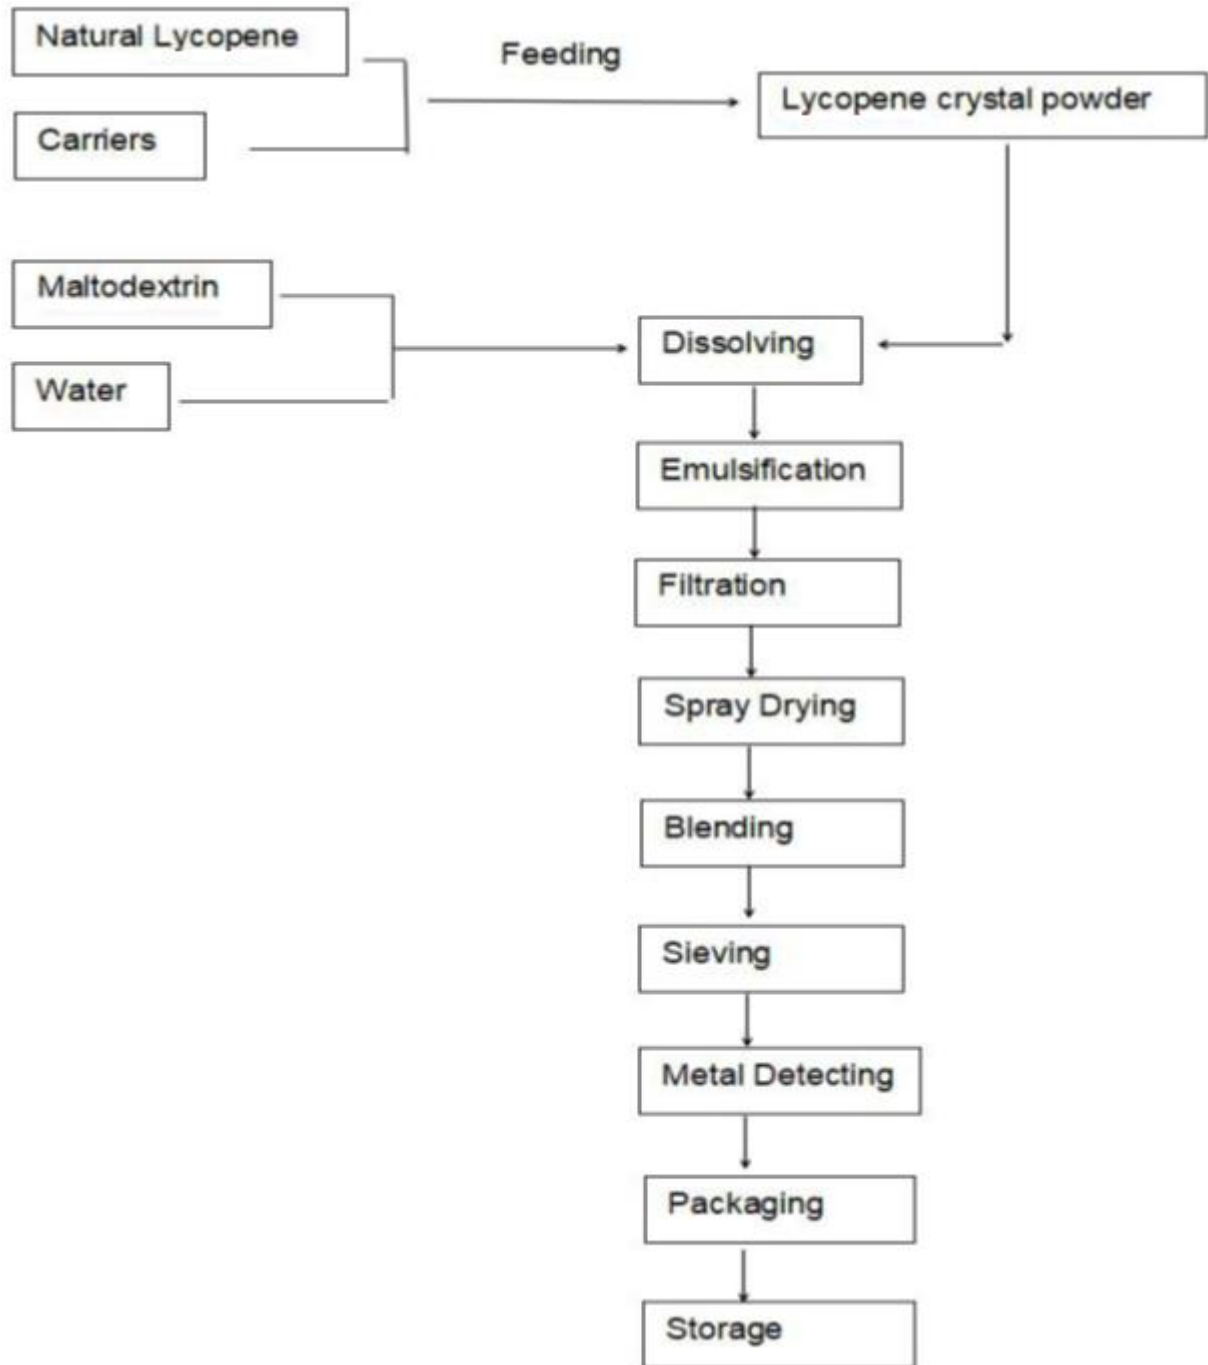 Natural Lycopene
Feeding
Lycopene crystal powder
Carriers
Maltodextrin
Dissolving
Water
Emulsification
Filtration
Spray Drying
Blending
Sieving
Metal Detecting
Packaging
Storage